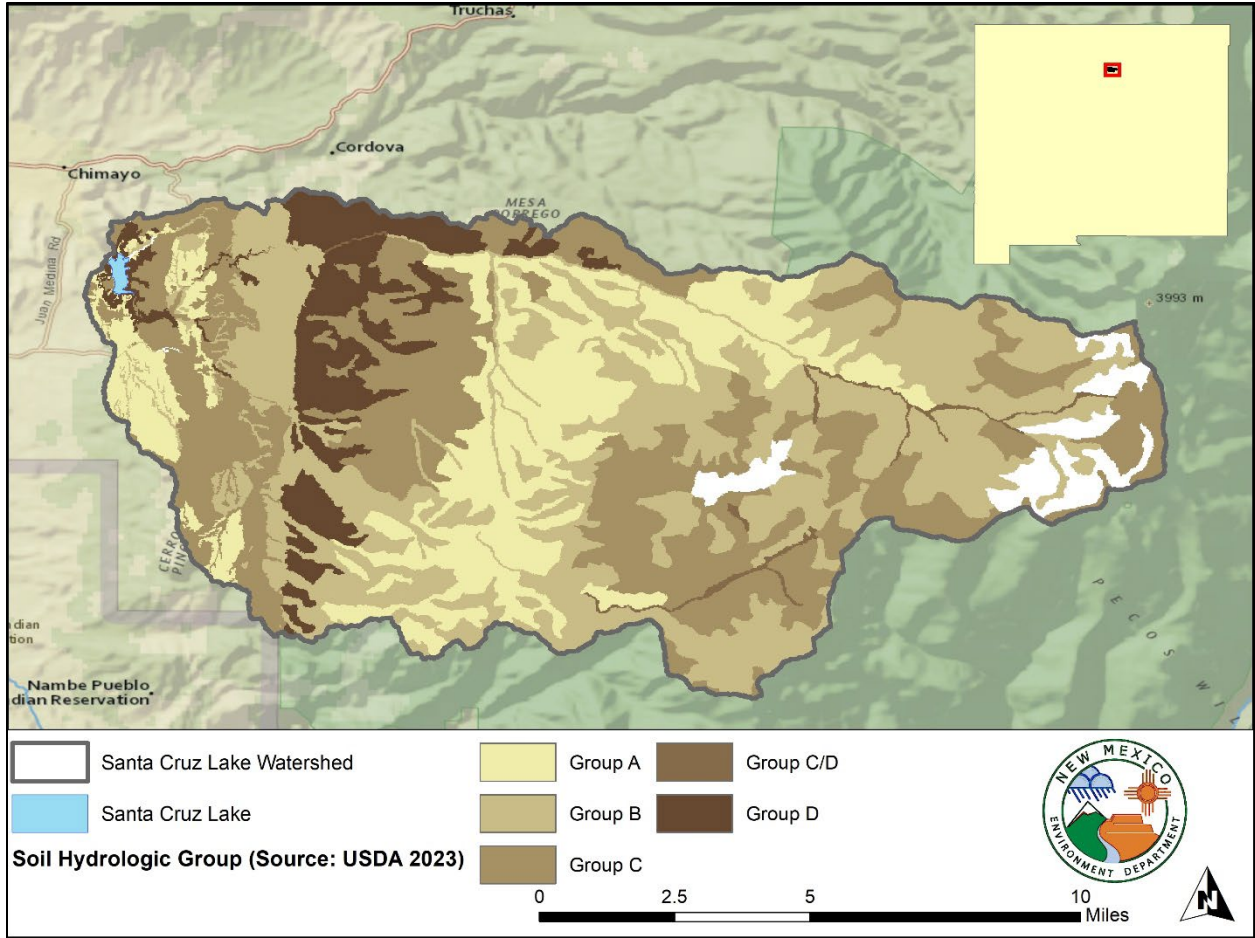 Truchas
Cordova
Chimayo
Juan Medina Rd
MESA
BORREGO
3993 m
CERRO
PIN
dian
tion
Nambe Pueblo
dian Reservation
PECOS WIL
Santa Cruz Lake Watershed
Santa Cruz Lake
Soil Hydrologic Group (Source: USDA 2023)
Group A
Group B
Group C
Group C/D
Group D
NEW MEXICO
ENVIRONMENT DEPARTMENT
0 2.5 5 10
Miles
N